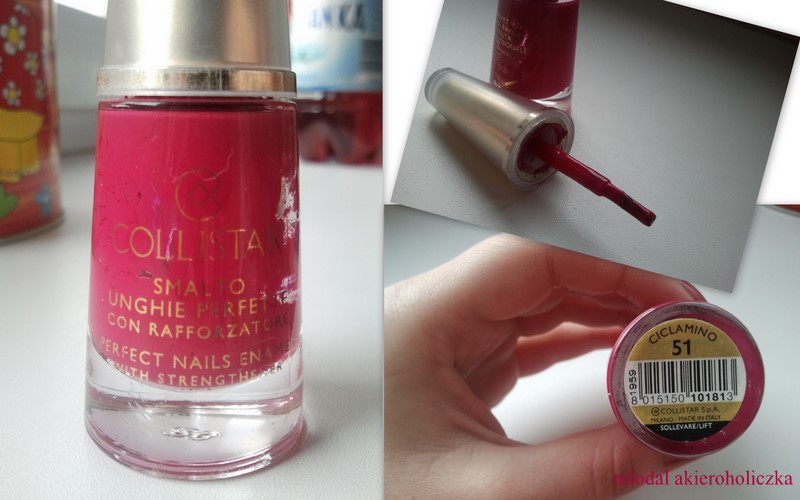 COLLISTAR
SMALTO
UNGHIE PERFETTE
CON RAFFORZATORE
PERFECT NAILS ENAMEL
WITH STRENGTHENER
CICLAMINO
51
81959
8 015150 101813
COLLISTAR S.p.A.
MILANO - MADE IN ITALY
SOLLEVARE/LIFT
akieroholiczka